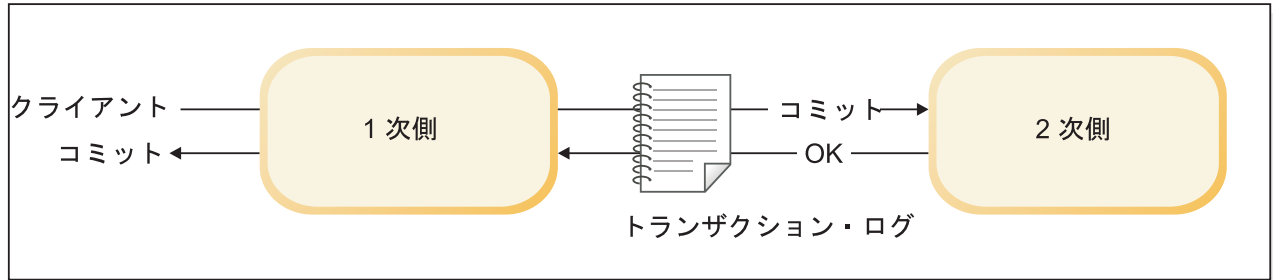 クライアント
コミット
1 次側
コミット
OK
トランザクション・ログ
2 次側